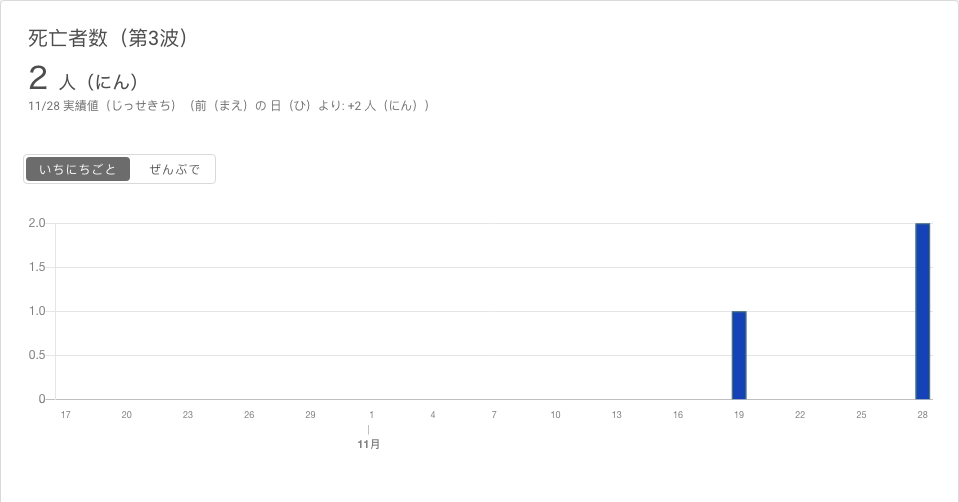 死亡者数（第3波）
2 人（にん）
11/28 実績値（じっせきち）（前（まえ）の 日（ひ）より: +2 人（にん））
いちにちごと ぜんぶで
2.0
1.5
1.0
0.5
0
17 20 23 26 29 1 4 7 10 13 16 19 22 25 28
11月